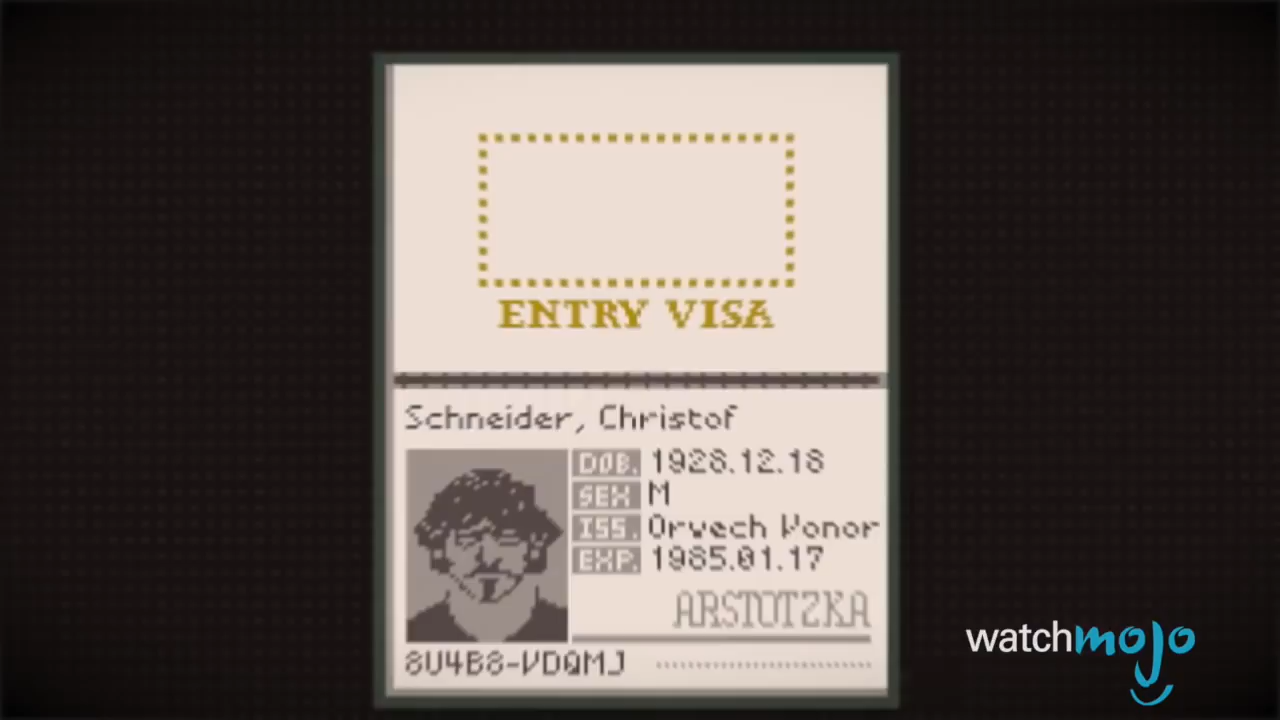 ENTRY VISA
Schneider, Christof
DOB. 1928.12.18
SEX M
ISS. Orvech Vonor
EXP. 1985.01.17
ARSTOTZKA
8U4B8-VDQMJ
watchmojo